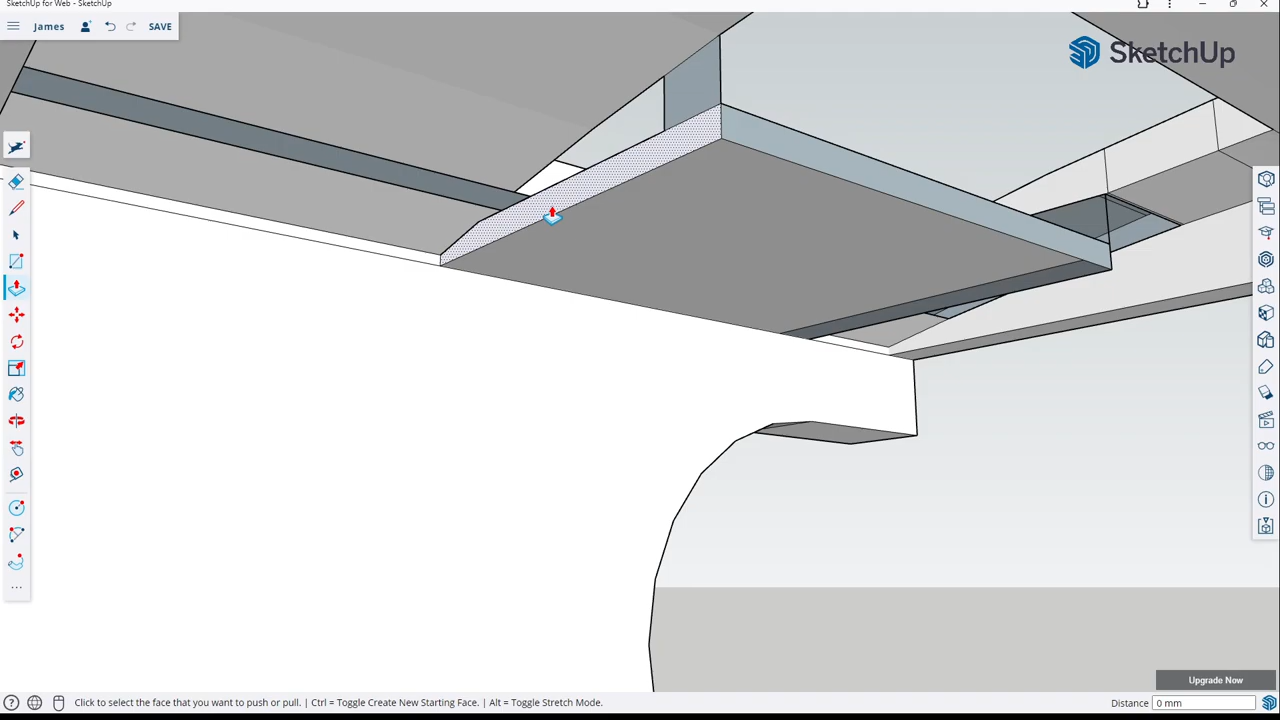 SketchUp for Web - SketchUp
James
SAVE
SketchUp
Upgrade Now
Click to select the face that you want to push or pull. | Ctrl = Toggle Create New Starting Face. | Alt = Toggle Stretch Mode.
Distance
0 mm